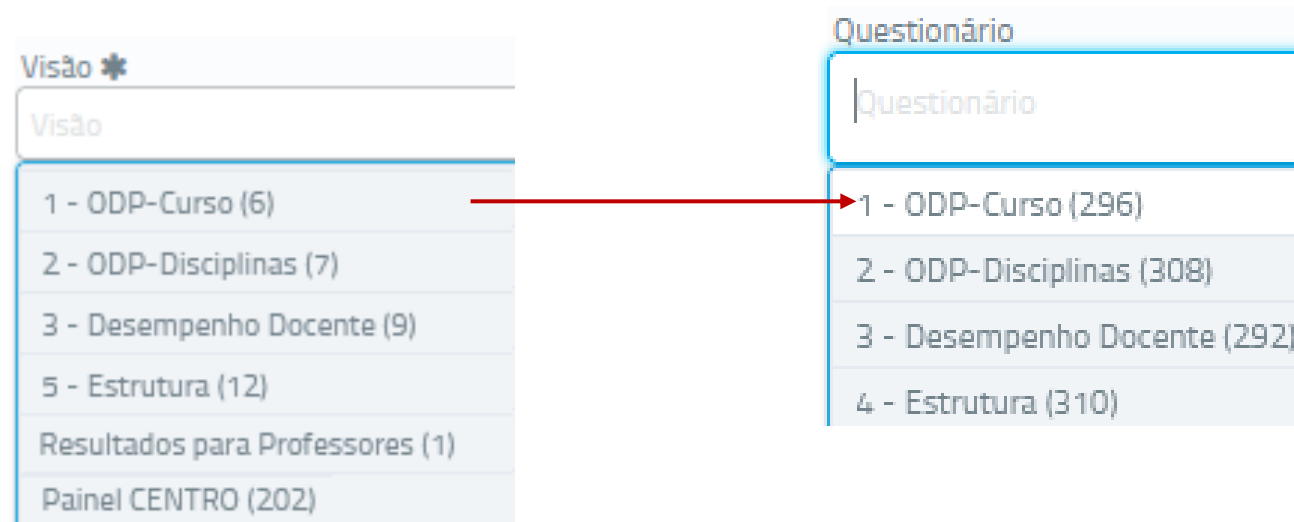 Visão ✱
Visão
1 - ODP-Curso (6)
2 - ODP-Disciplinas (7)
3 - Desempenho Docente (9)
5 - Estrutura (12)
Resultados para Professores (1)
Painel CENTRO (202)
Questionário
Questionário
1 - ODP-Curso (296)
2 - ODP-Disciplinas (308)
3 - Desempenho Docente (292)
4 - Estrutura (310)